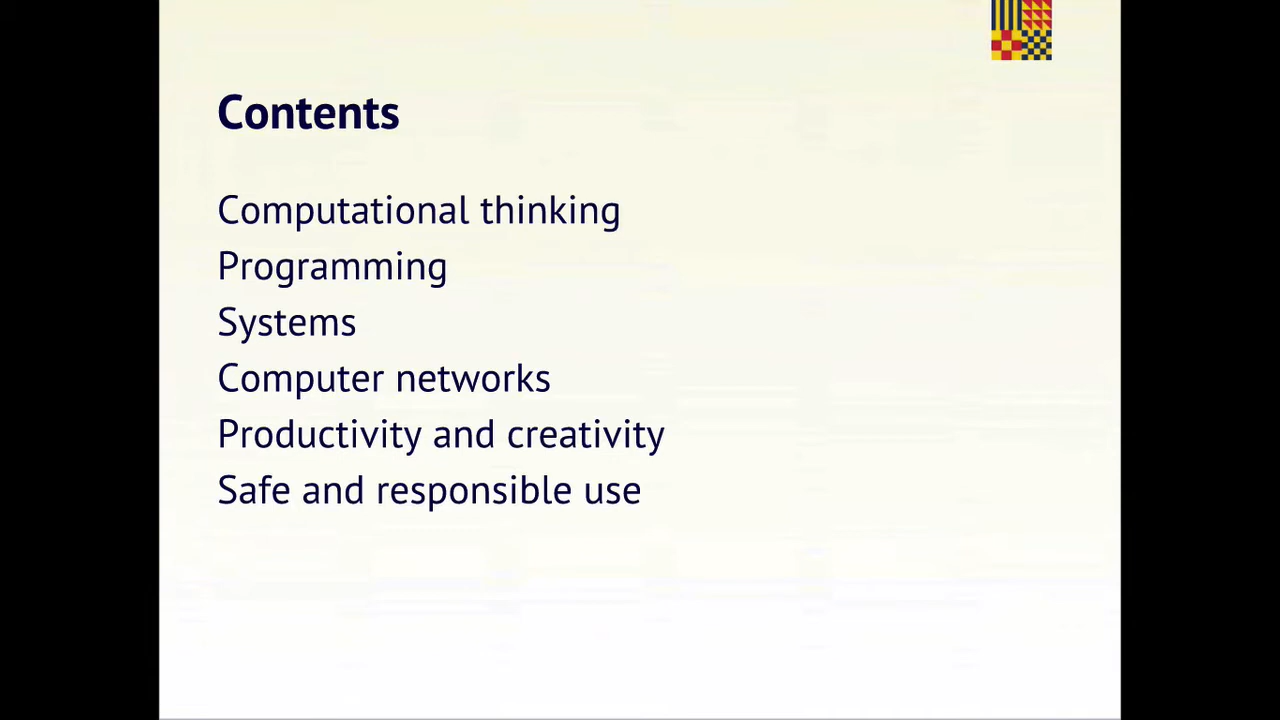 Contents
Computational thinking
Programming
Systems
Computer networks
Productivity and creativity
Safe and responsible use